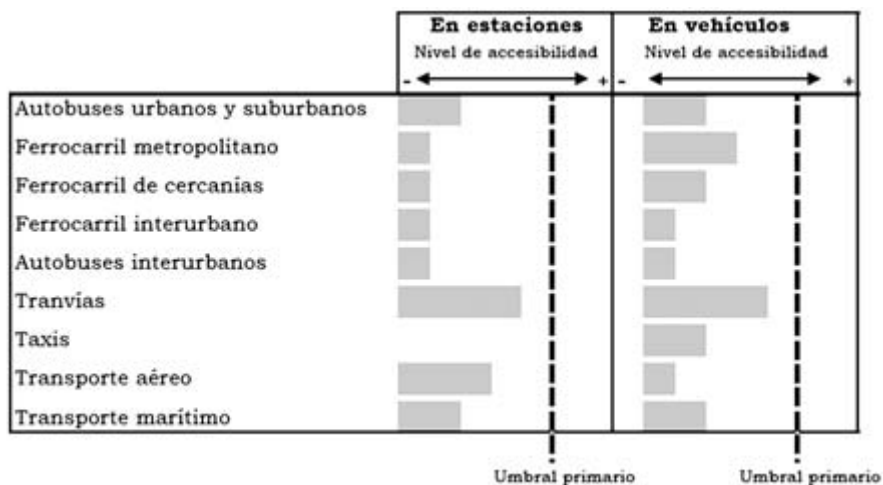 En estaciones
En vehículos
Nivel de accesibilidad
Nivel de accesibilidad
- + - +
Autobuses urbanos y suburbanos
Ferrocarril metropolitano
Ferrocarril de cercanías
Ferrocarril interurbano
Autobuses interurbanos
Tranvías
Taxis
Transporte aéreo
Transporte marítimo
Umbral primario
Umbral primario